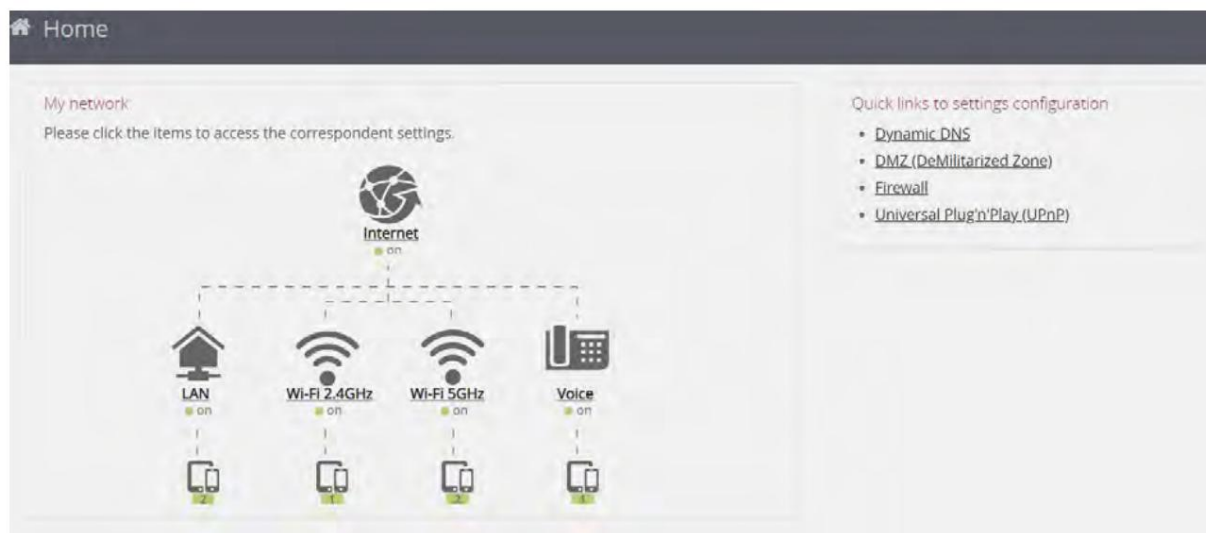 Home
My network
Please click the items to access the correspondent settings.
Internet
on
LAN
on
Wi-Fi 2.4GHz
on
Wi-Fi 5GHz
on
Voice
on
2
1
1
Quick links to settings configuration
Dynamic DNS
DMZ (DeMilitarized Zone)
Firewall
Universal Plug'n'Play (UPnP)